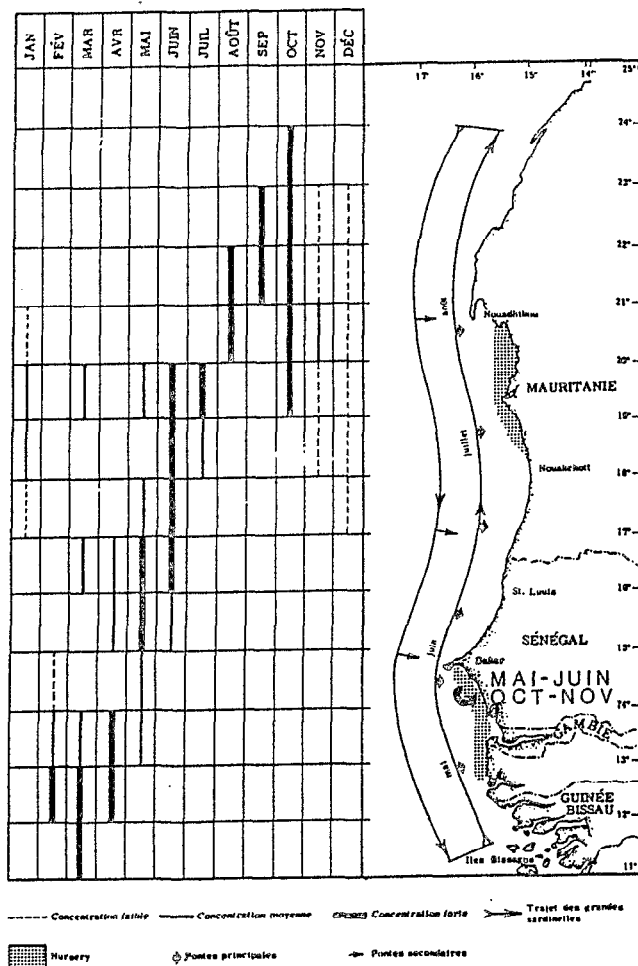 JAN FÉV MAR AVR MAI JUIN JUIL AOÛT SEP OCT NOV DÉC
17° 16° 15° 14° 25°
24°
23°
22°
21°
août
Nouadhibou
20°
MAURITANIE
19°
juillet
Nouakchott
18°
17°
16°
St. Louis
SÉNÉGAL
15°
juin
Dakar
MAI-JUIN
OCT-NOV
14°
GAMBIE
13°
mai
GUINÉE
BISSAU
12°
Iles Bissagos
11°
Concentration faible Concentration moyenne Concentration forte Trajet des grandes
sardinelles
Nursery Pontes principales Pontes secondaires